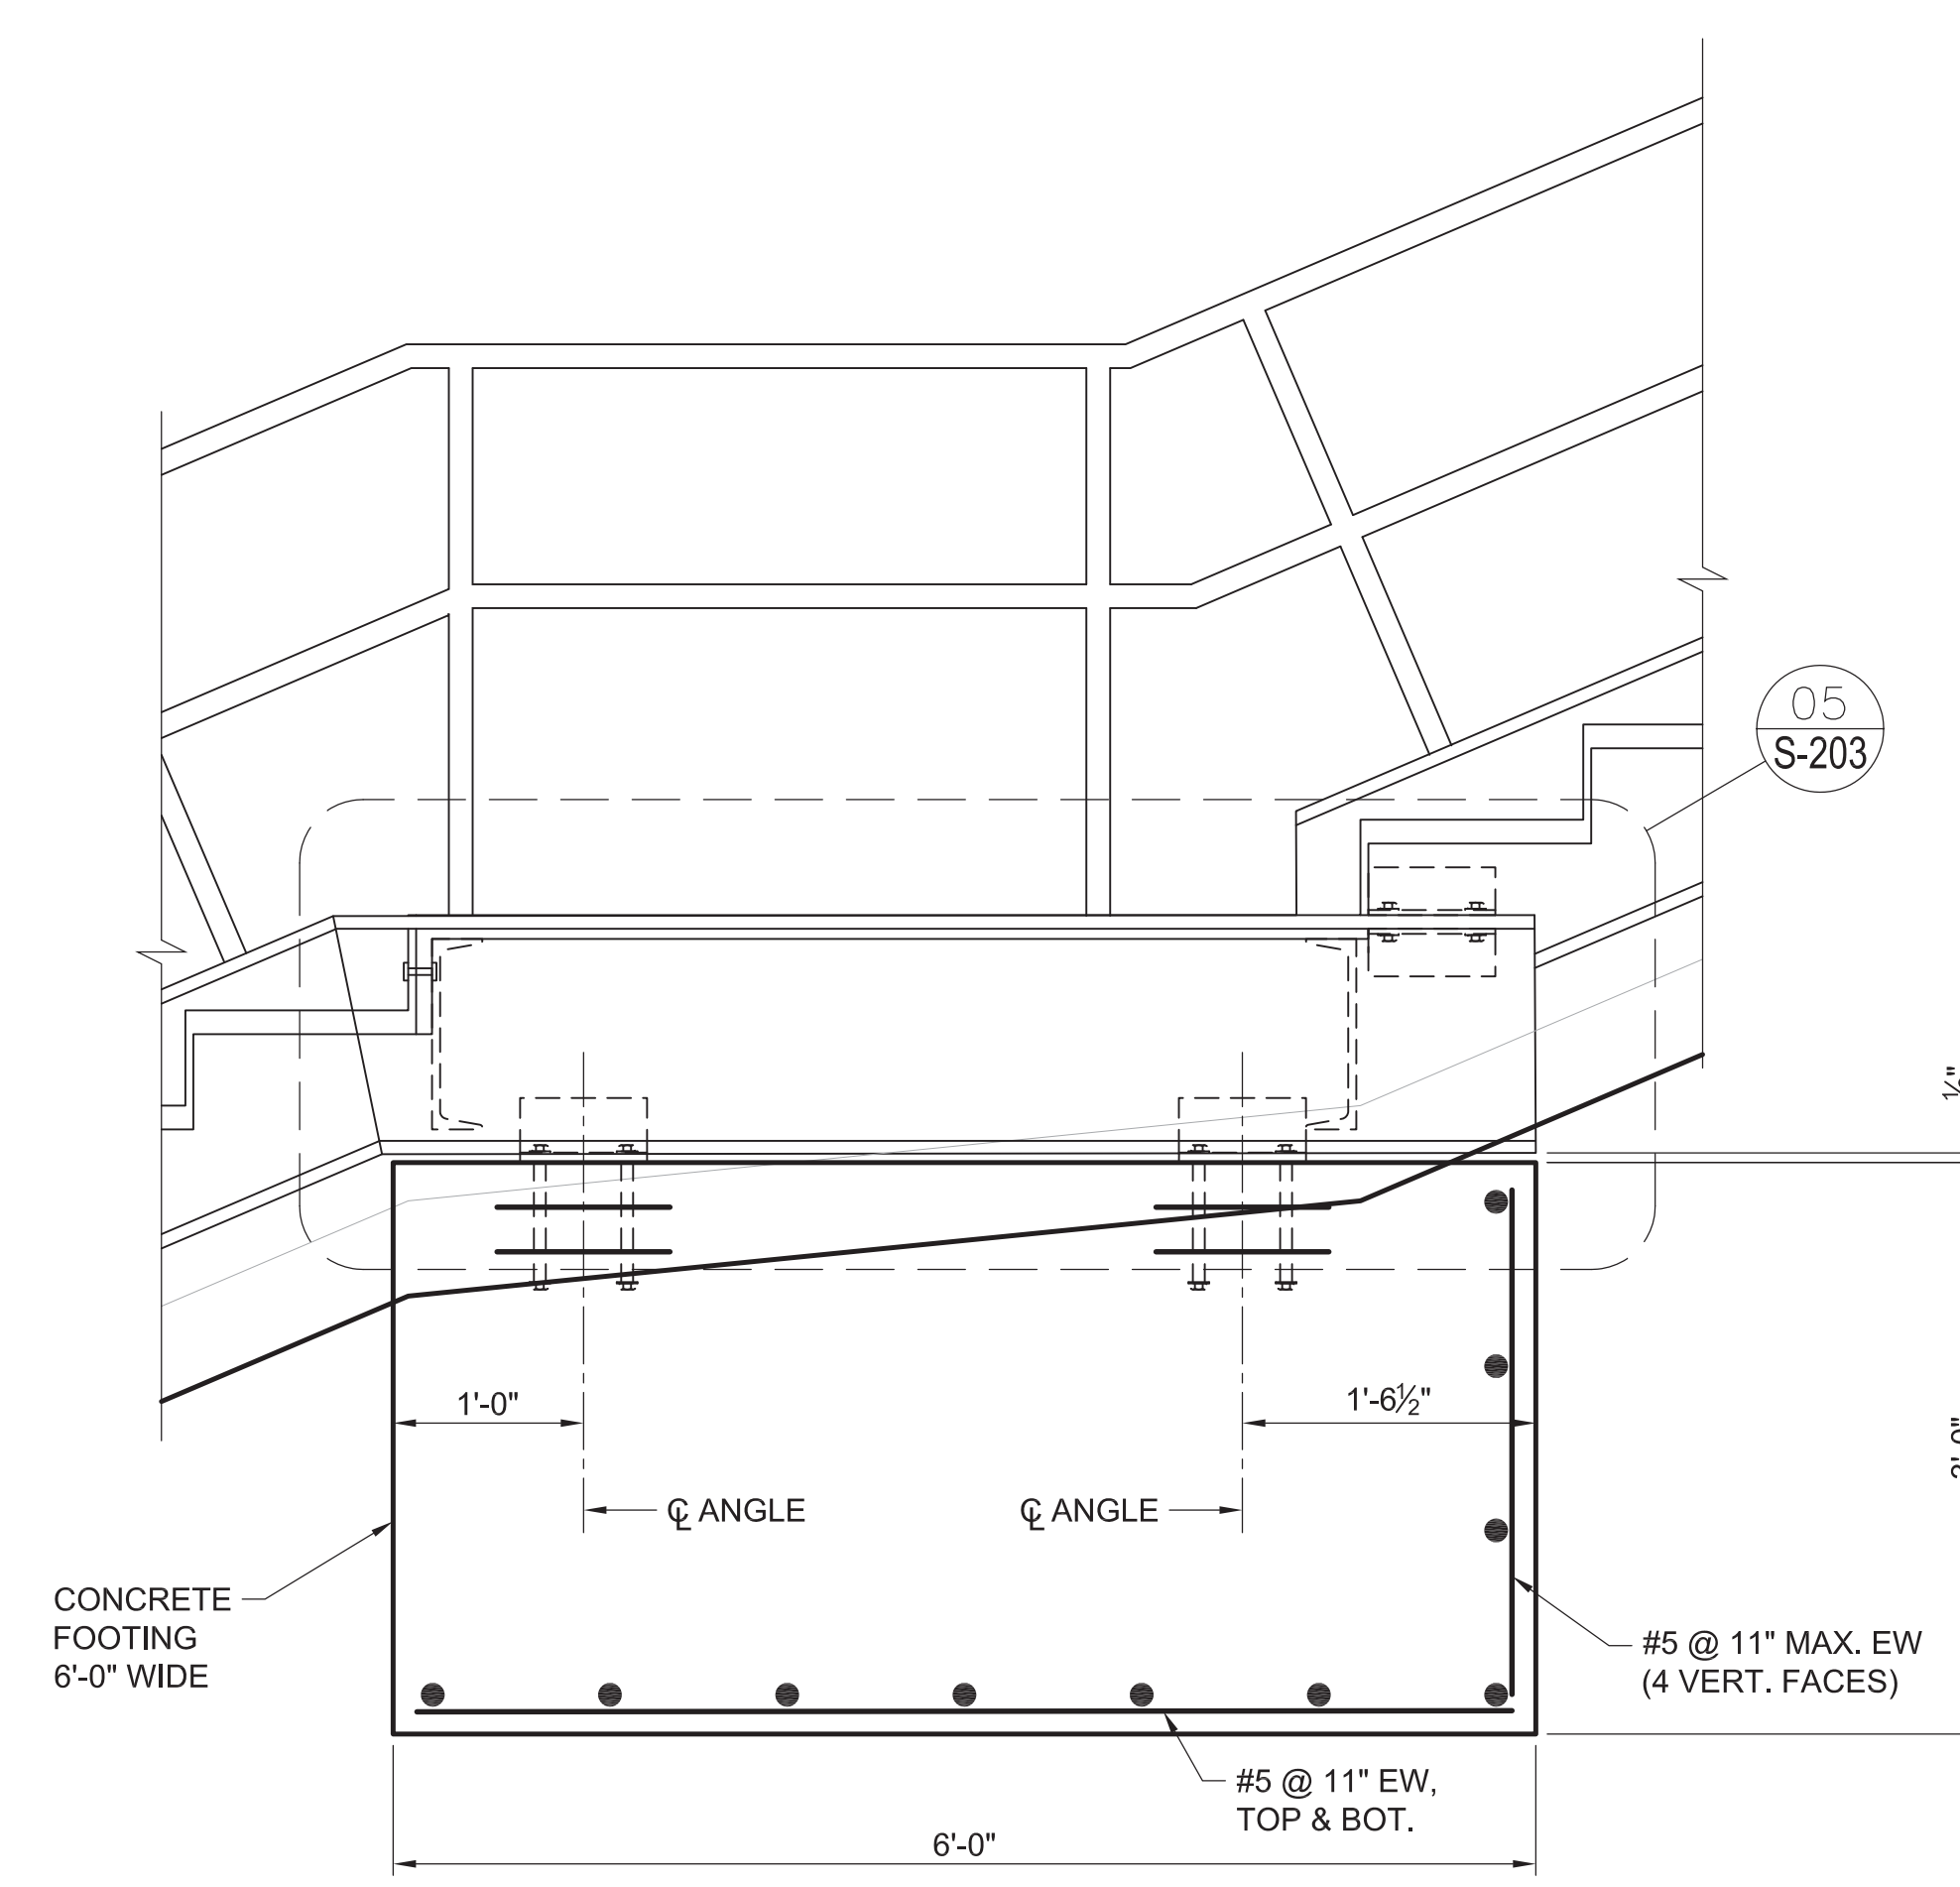 05
S-203
1'-0"
1'-6½"
℄ ANGLE
℄ ANGLE
CONCRETE
FOOTING
6'-0" WIDE
#5 @ 11" MAX. EW
(4 VERT. FACES)
#5 @ 11" EW,
TOP & BOT.
6'-0"